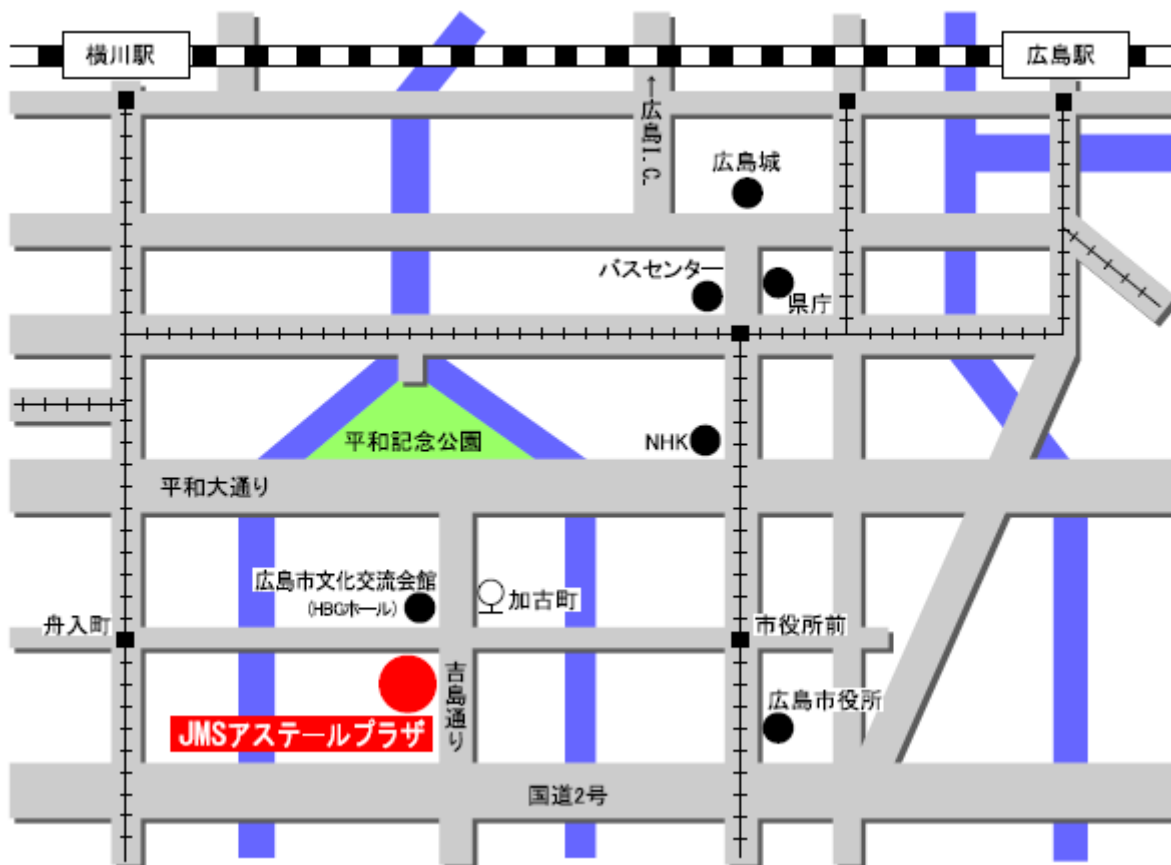 横川駅
広島駅
←広島I.C.
広島城
バスセンター
県庁
平和記念公園
NHK
平和大通り
広島市文化交流会館
(HBGホール)
加古町
舟入町
市役所前
吉島通り
広島市役所
JMSアステールプラザ
国道2号